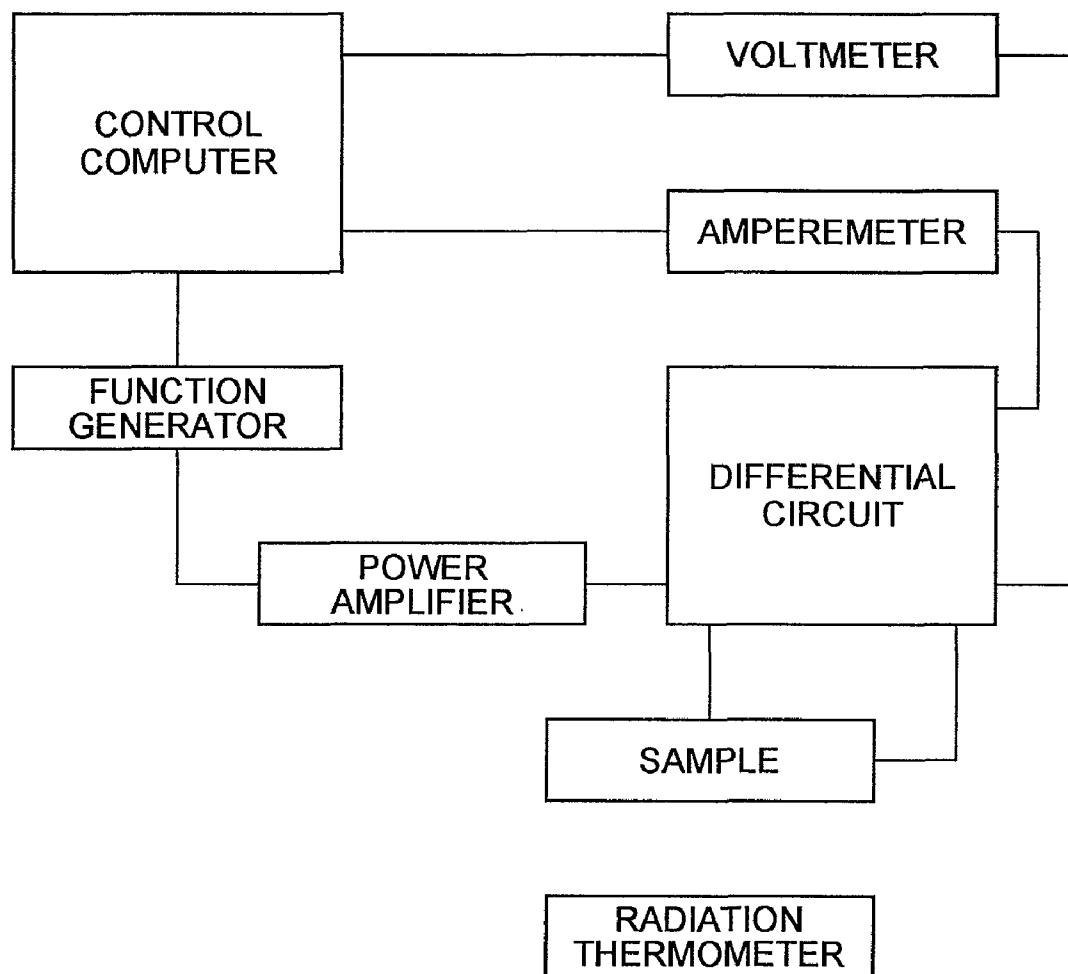 CONTROL
COMPUTER
VOLTMETER
AMPEREMETER
FUNCTION
GENERATOR
DIFFERENTIAL
CIRCUIT
POWER
AMPLIFIER
SAMPLE
RADIATION
THERMOMETER